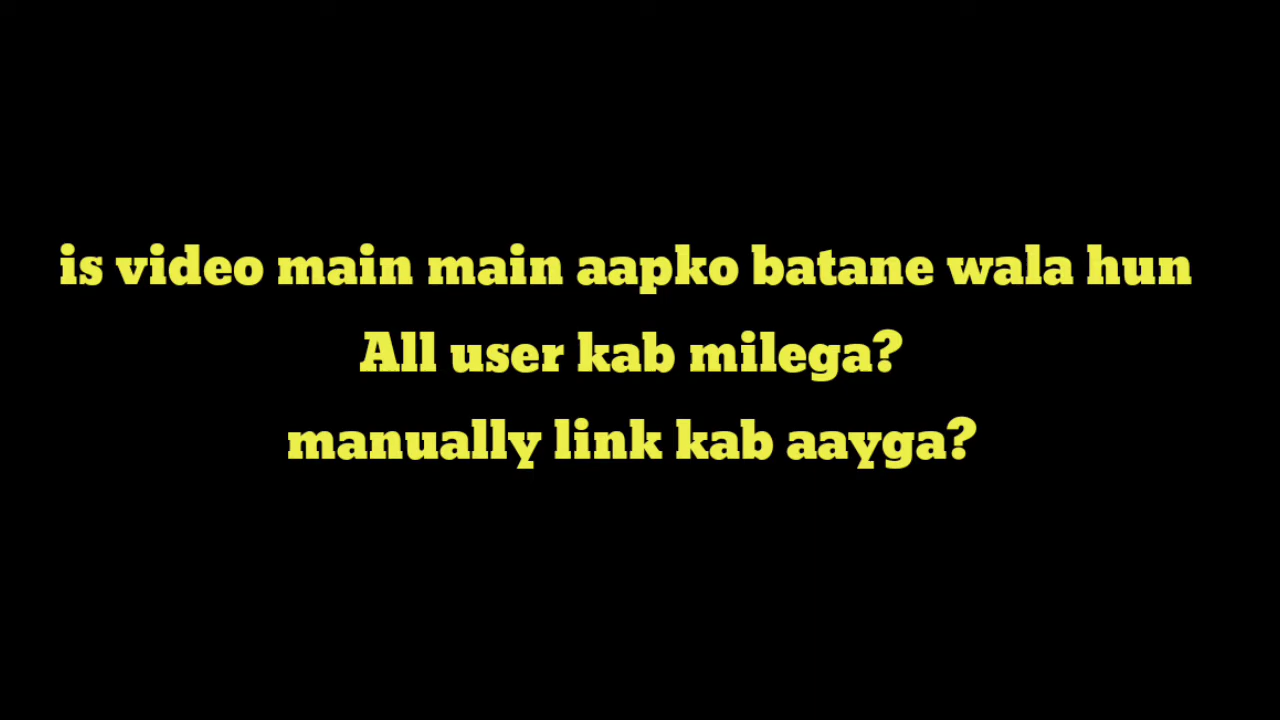 is video main main aapko batane wala hun
All user kab milega?
manually link kab aayga?